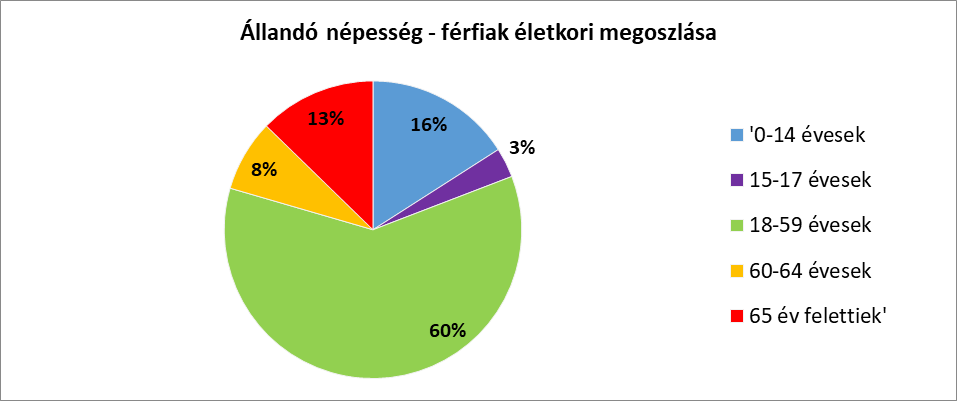 Állandó népesség - férfiak életkori megoszlása
13%
16%
3%
8%
60%
'0-14 évesek
15-17 évesek
18-59 évesek
60-64 évesek
65 év felettiek'